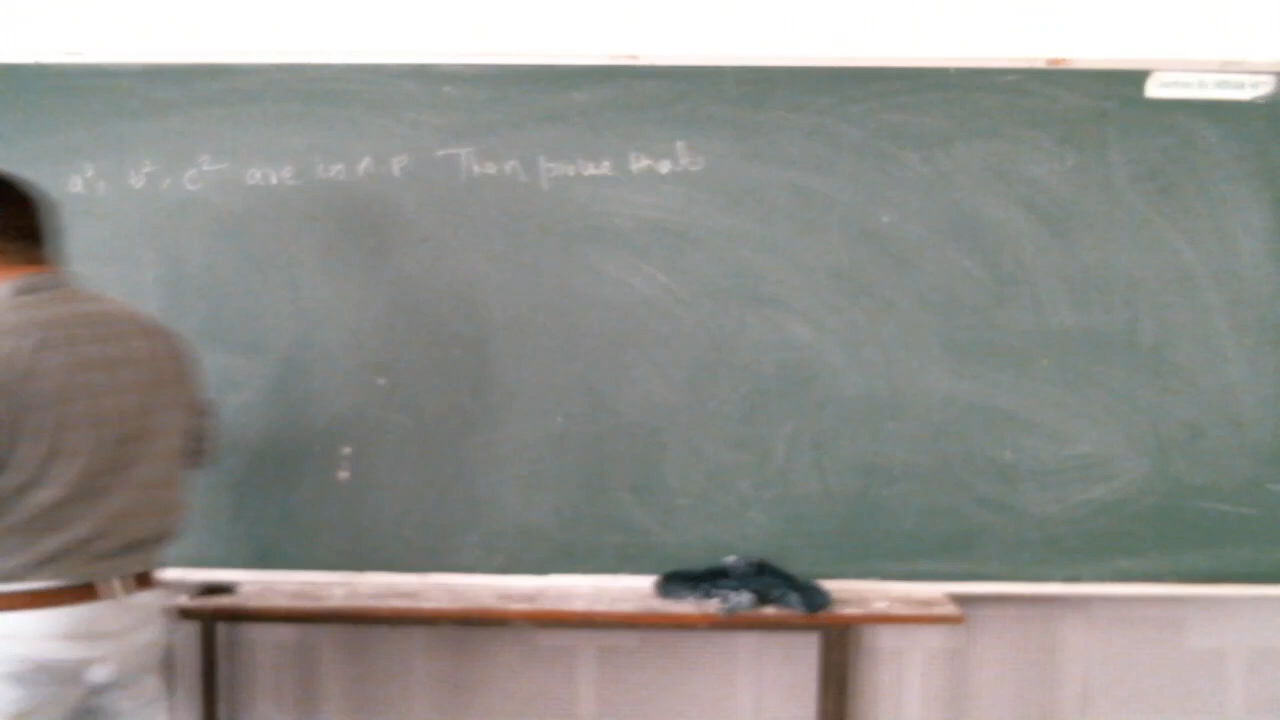 a², b², c² are in A.P Then prove that